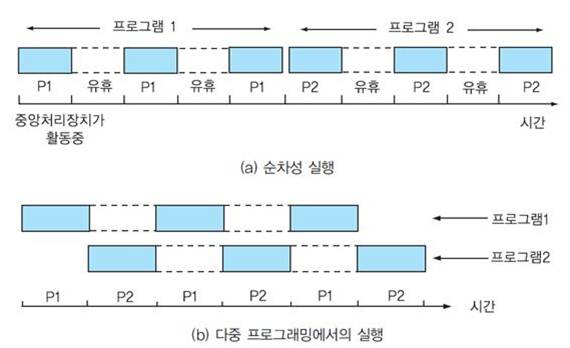 프로그램 1 프로그램 2
P1 유휴 P1 유휴 P1 P2 유휴 P2 유휴 P2
중앙처리장치가
활동중
시간
(a) 순차성 실행
프로그램1
프로그램2
P1 P2 P1 P2 P1 P2
시간
(b) 다중 프로그래밍에서의 실행